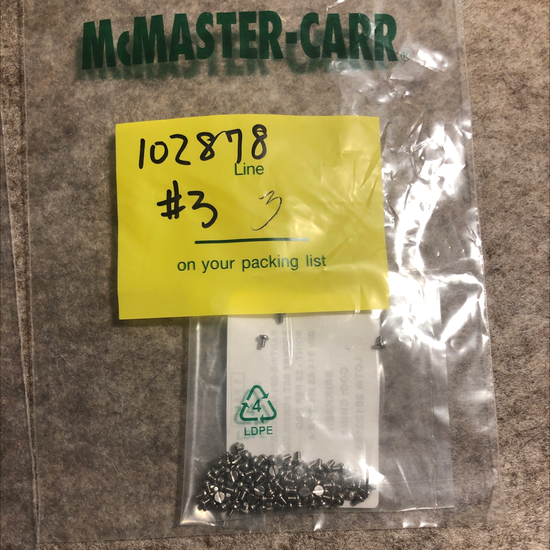 McMASTER-CARR®
102878
Line
#3 3
on your packing list
4
LDPE